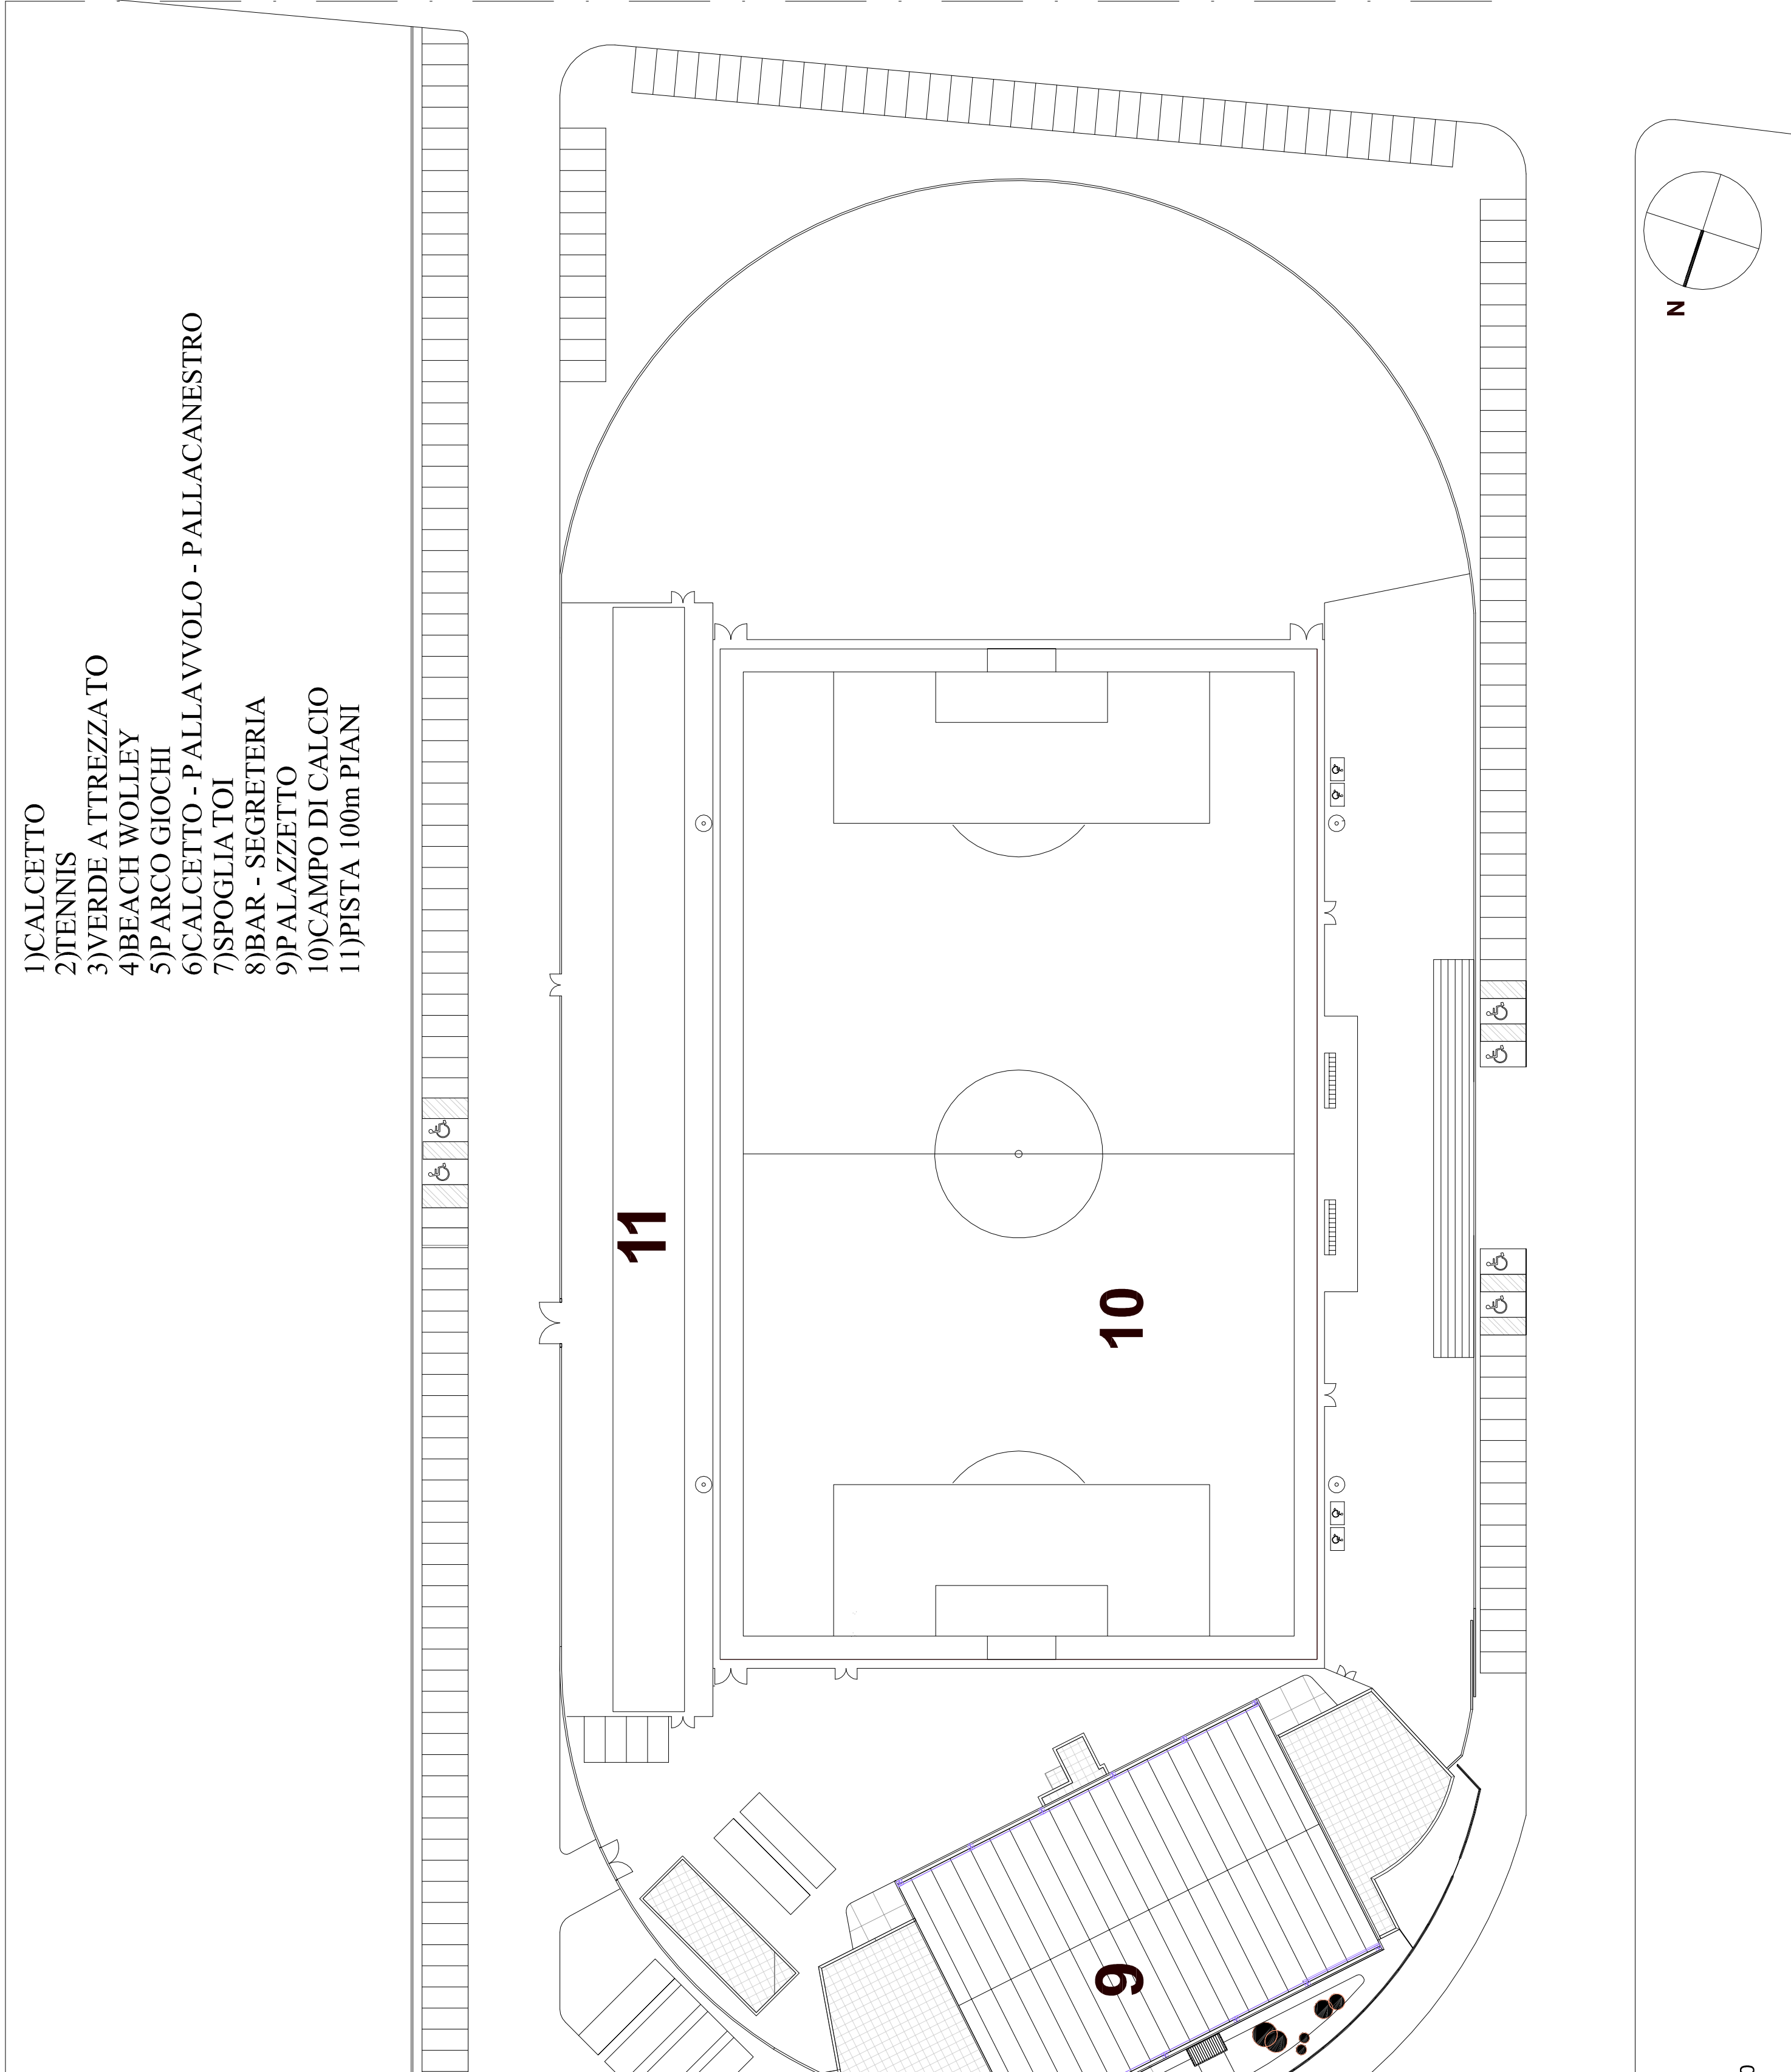 1)CALCETTO
2)TENNIS
3)VERDE ATTREZZATO
4)BEACH WOLLEY
5)PARCO GIOCHI
6)CALCETTO - PALLAVVOLO - PALLACANESTRO
7)SPOGLIATOI
8)BAR - SEGRETERIA
9)PALAZZETTO
10)CAMPO DI CALCIO
11)PISTA 100m PIANI
N
11
10
9
0